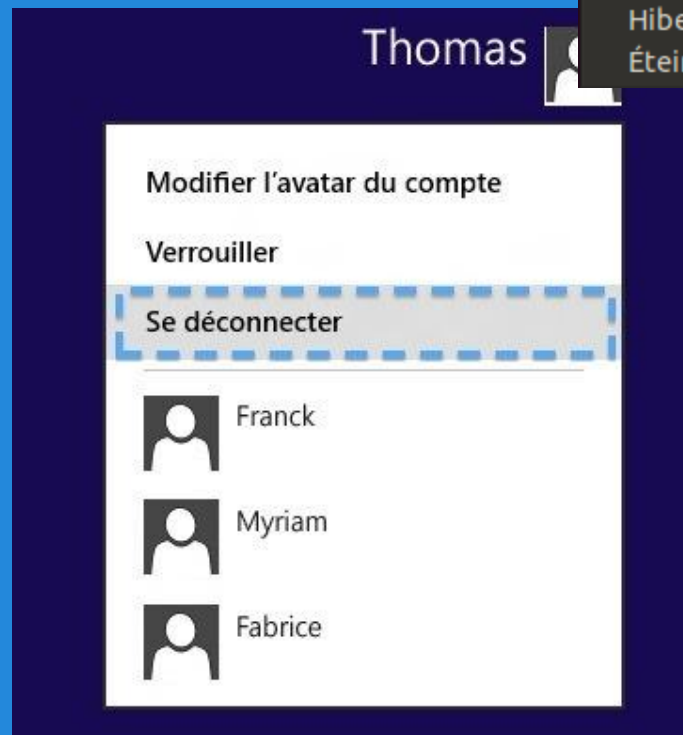 Thomas
Modifier l'avatar du compte
Verrouiller
Se déconnecter
Franck
Myriam
Fabrice